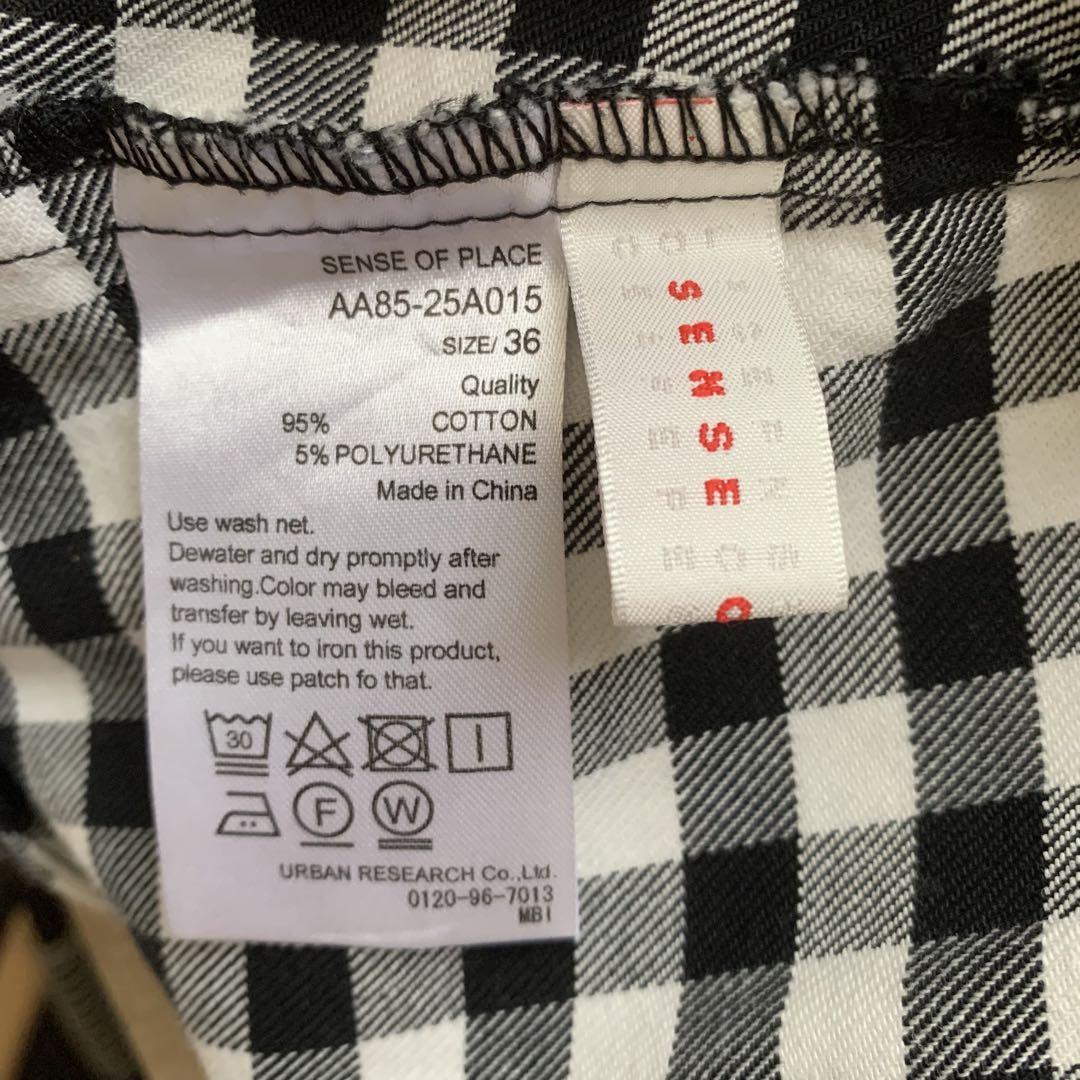 SENSE OF PLACE
AA85-25A015
SIZE/ 36
Quality
95% COTTON
5% POLYURETHANE
Made in China
Use wash net.
Dewater and dry promptly after
washing.Color may bleed and
transfer by leaving wet.
If you want to iron this product,
please use patch fo that.
30
F W
URBAN RESEARCH Co.,Ltd.
0120-96-7013
MB1
SENSE